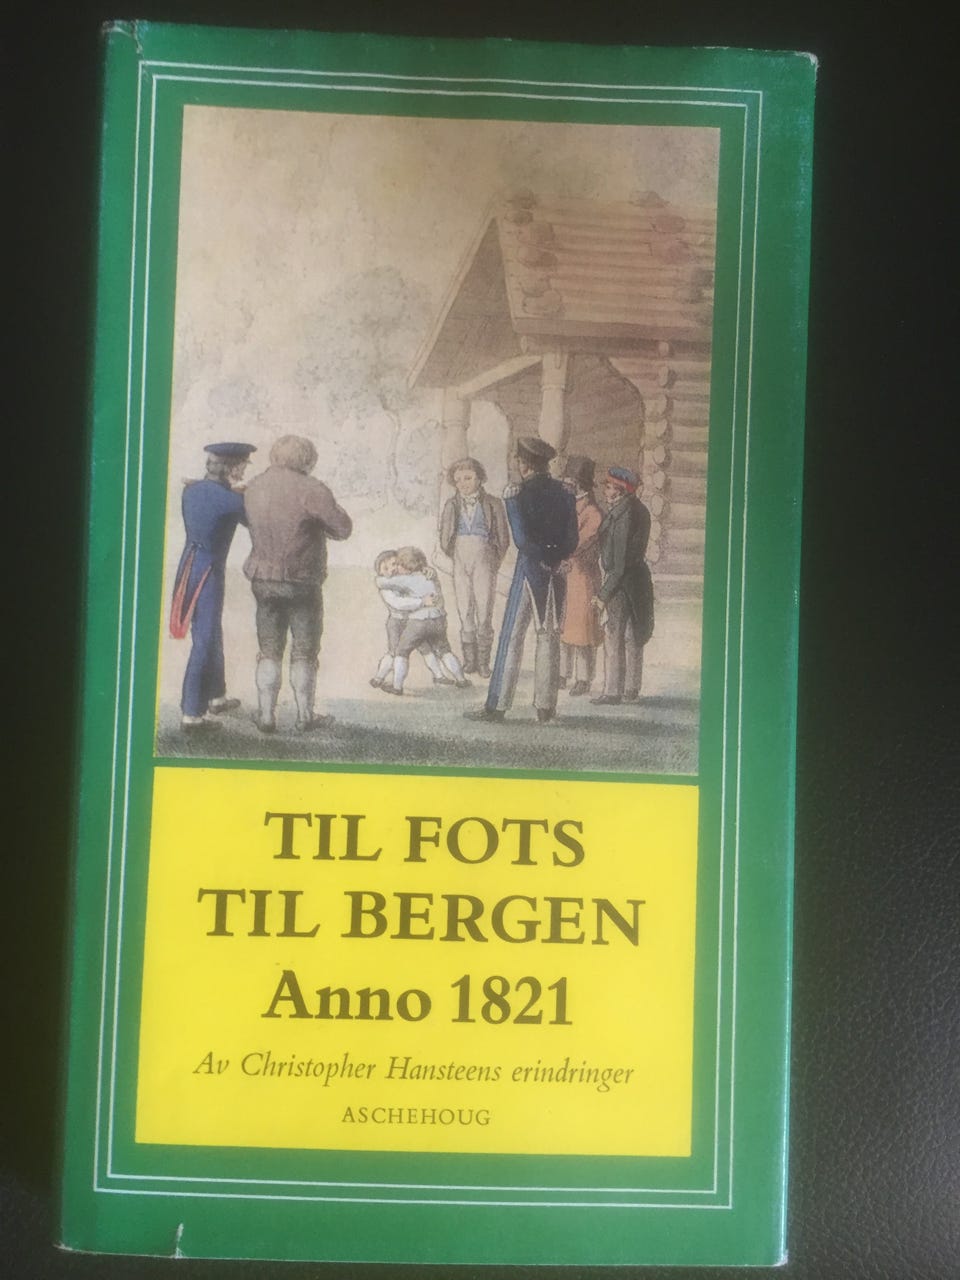 TIL FOTS
TIL BERGEN
Anno 1821
Av Christopher Hansteens erindringer
ASCHEHOUG